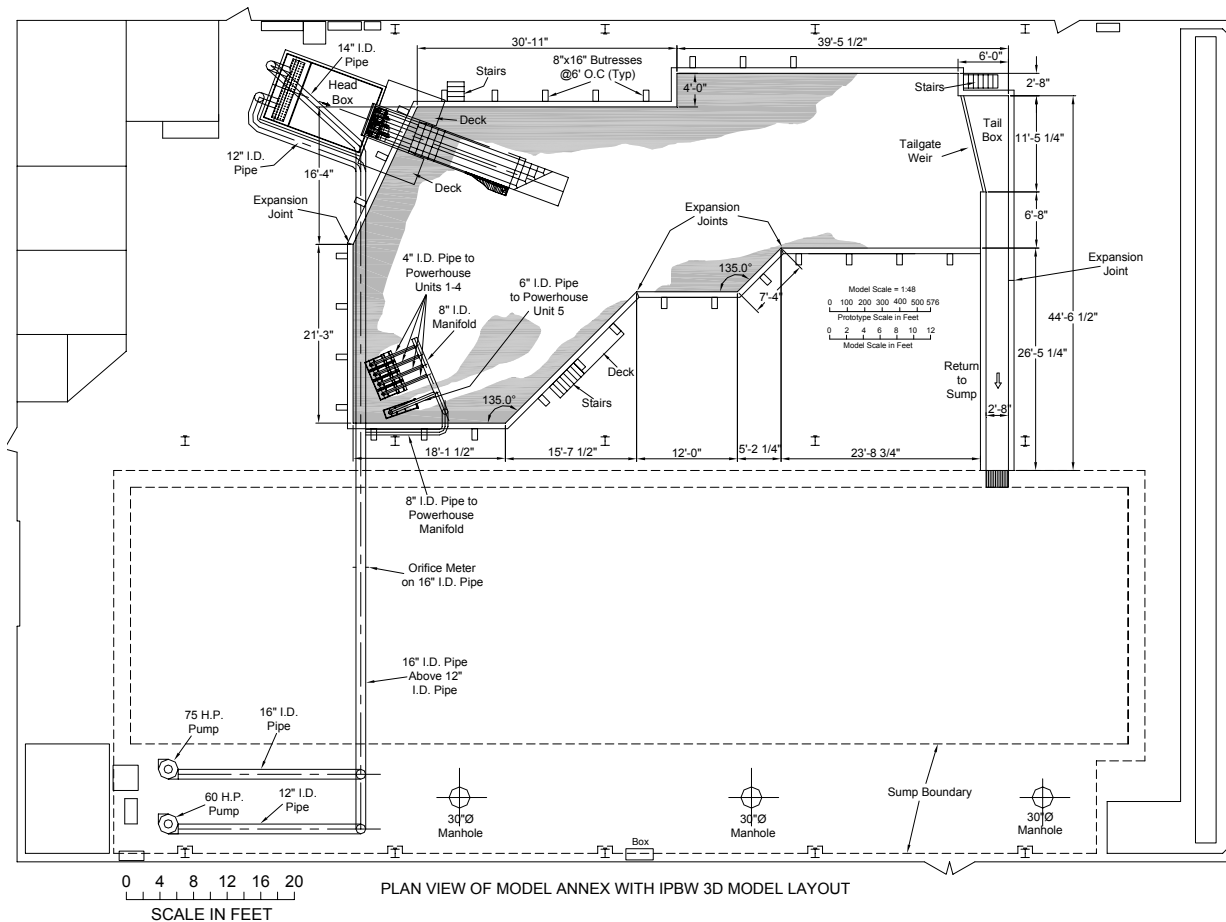 30'-11"
39'-5 1/2"
6'-0"
14" I.D.
Pipe
Head
Box
Stairs
8"x16" Butresses
@6' O.C (Typ)
4'-0"
Stairs
2'-8"
Deck
Tail
Box
11'-5 1/4"
Tailgate
Weir
12" I.D.
Pipe
16'-4"
Deck
Expansion
Joint
Expansion
Joints
6'-8"
Expansion
Joint
4" I.D. Pipe to
Powerhouse
Units 1-4
6" I.D. Pipe
to Powerhouse
Unit 5
8" I.D.
Manifold
135.0°
7'-4"
Model Scale = 1:48
0 100 200 300 400 500 576
Prototype Scale in Feet
0 2 4 6 8 10 12
Model Scale in Feet
44'-6 1/2"
21'-3"
26'-5 1/4"
Deck
Return
to
Sump
Stairs
135.0°
2'-8"
18'-1 1/2"
15'-7 1/2"
12'-0"
5'-2 1/4"
23'-8 3/4"
8" I.D. Pipe to
Powerhouse
Manifold
Orifice Meter
on 16" I.D. Pipe
16" I.D. Pipe
Above 12"
I.D. Pipe
75 H.P.
Pump
16" I.D.
Pipe
60 H.P.
Pump
12" I.D.
Pipe
30"Ø
Manhole
30"Ø
Manhole
30"Ø
Manhole
Sump Boundary
Box
0 4 6 8 12 16 20
SCALE IN FEET
PLAN VIEW OF MODEL ANNEX WITH IPBW 3D MODEL LAYOUT